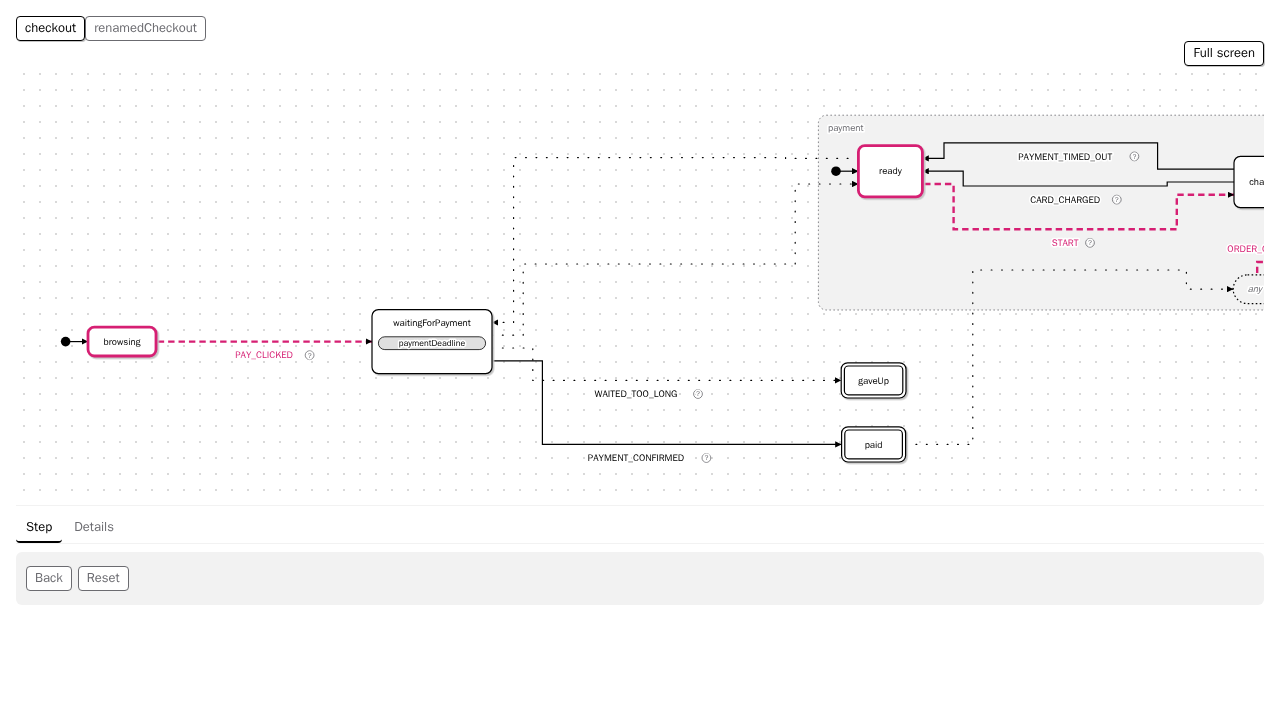 checkout
renamedCheckout
Full screen
payment
PAYMENT_TIMED_OUT ?
ready
CARD_CHARGED ?
START ?
any
waitingForPayment
paymentDeadline
browsing
PAY_CLICKED ?
gaveUp
WAITED_TOO_LONG ?
paid
PAYMENT_CONFIRMED ?
Step Details
Back Reset